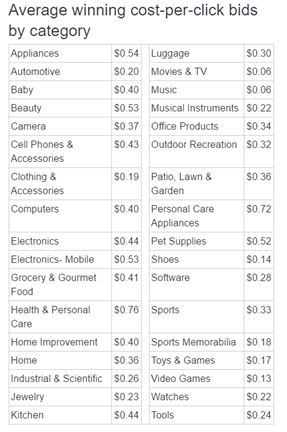 Average winning cost-per-click bids
by category
Appliances $0.54 Luggage $0.30
Automotive $0.20 Movies & TV $0.06
Baby $0.40 Music $0.06
Beauty $0.53 Musical Instruments $0.22
Camera $0.37 Office Products $0.34
Cell Phones & $0.43 Outdoor Recreation $0.32
Accessories
Clothing & $0.19 Patio, Lawn & $0.36
Accessories Garden
Computers $0.40 Personal Care $0.72
Appliances
Electronics $0.44 Pet Supplies $0.52
Electronics- Mobile $0.53 Shoes $0.14
Grocery & Gourmet $0.41 Software $0.28
Food
Health & Personal $0.76 Sports $0.33
Care
Home Improvement $0.40 Sports Memorabilia $0.18
Home $0.36 Toys & Games $0.17
Industrial & Scientific $0.26 Video Games $0.13
Jewelry $0.23 Watches $0.22
Kitchen $0.44 Tools $0.24